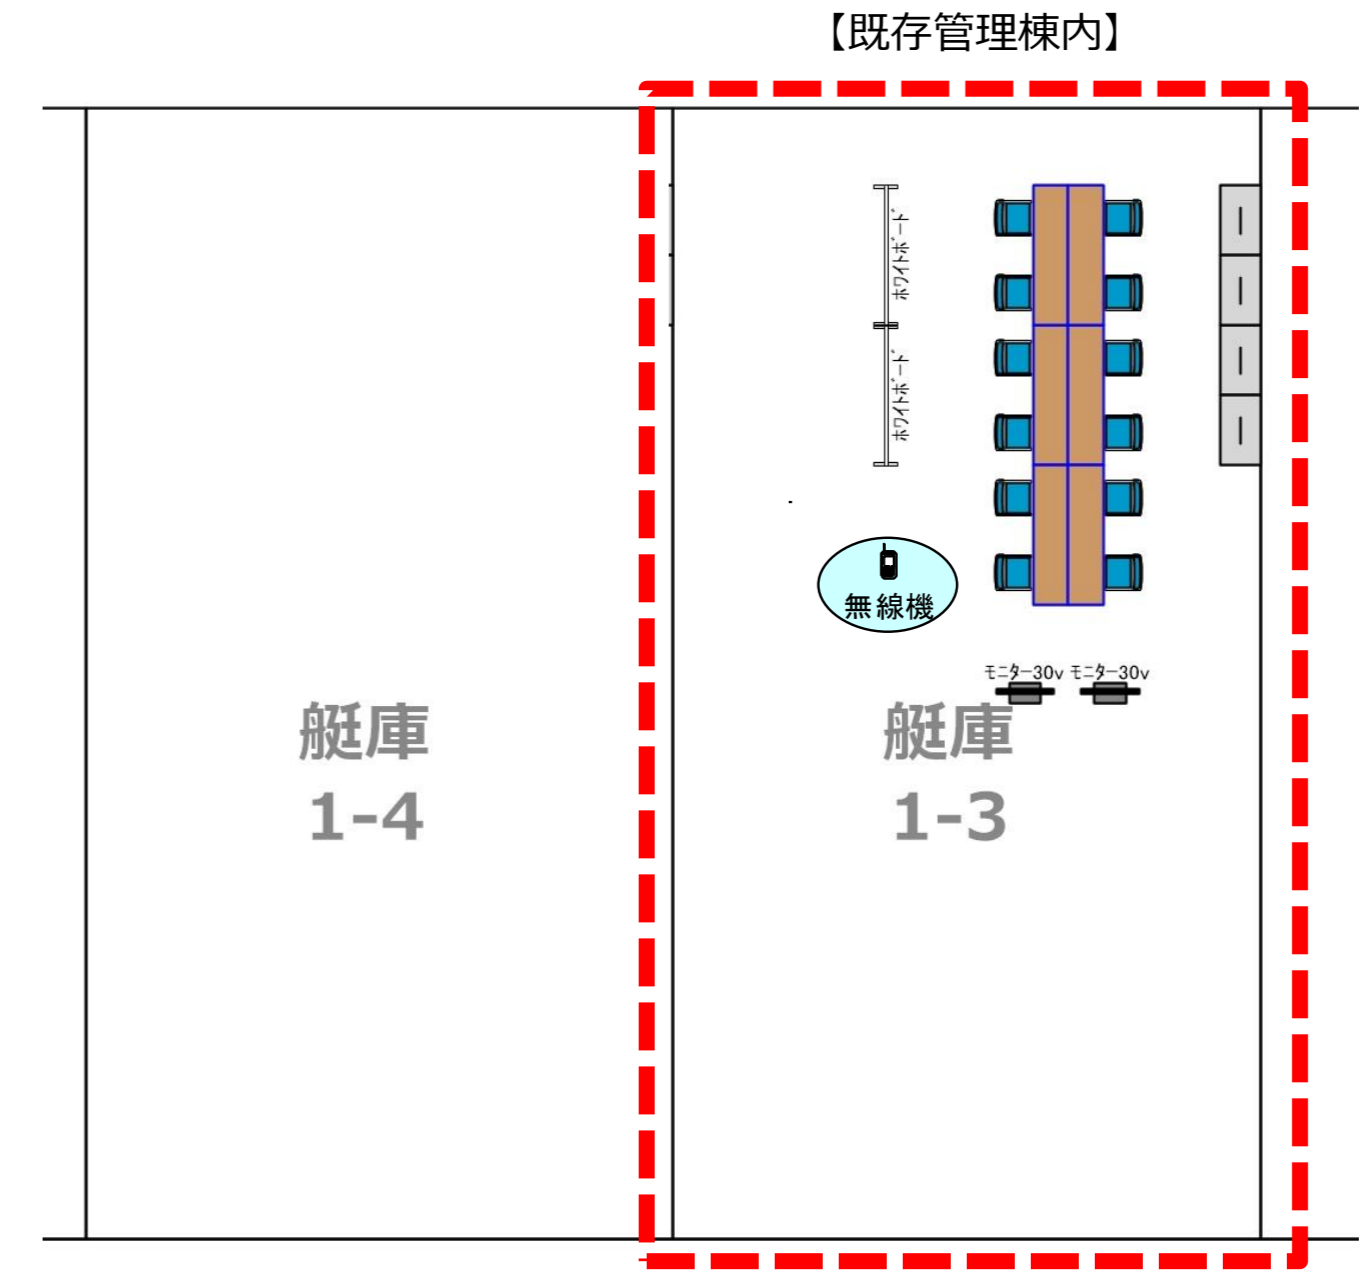 【既存管理棟内】
ホワイトボード
ホワイトボード
無線機
モニター30v モニター30v
艇庫
1-4
艇庫
1-3